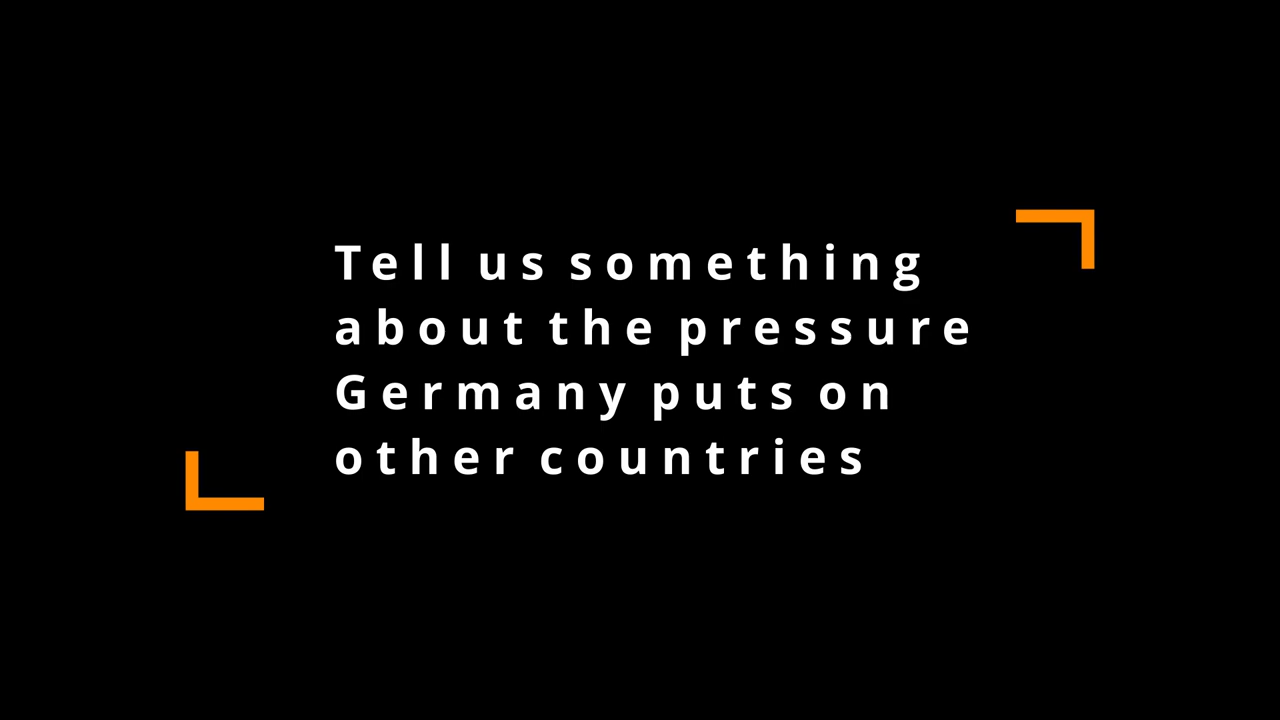 Tell us something
about the pressure
Germany puts on
other countries